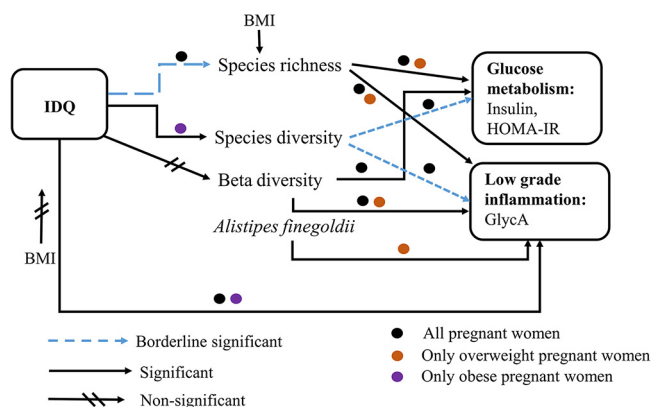 BMI
Species richness
IDQ
Species diversity
Beta diversity
Alistipes finegoldii
BMI
Glucose
metabolism:
Insulin,
HOMA-IR
Low grade
inflammation:
GlycA
Borderline significant
Significant
Non-significant
All pregnant women
Only overweight pregnant women
Only obese pregnant women